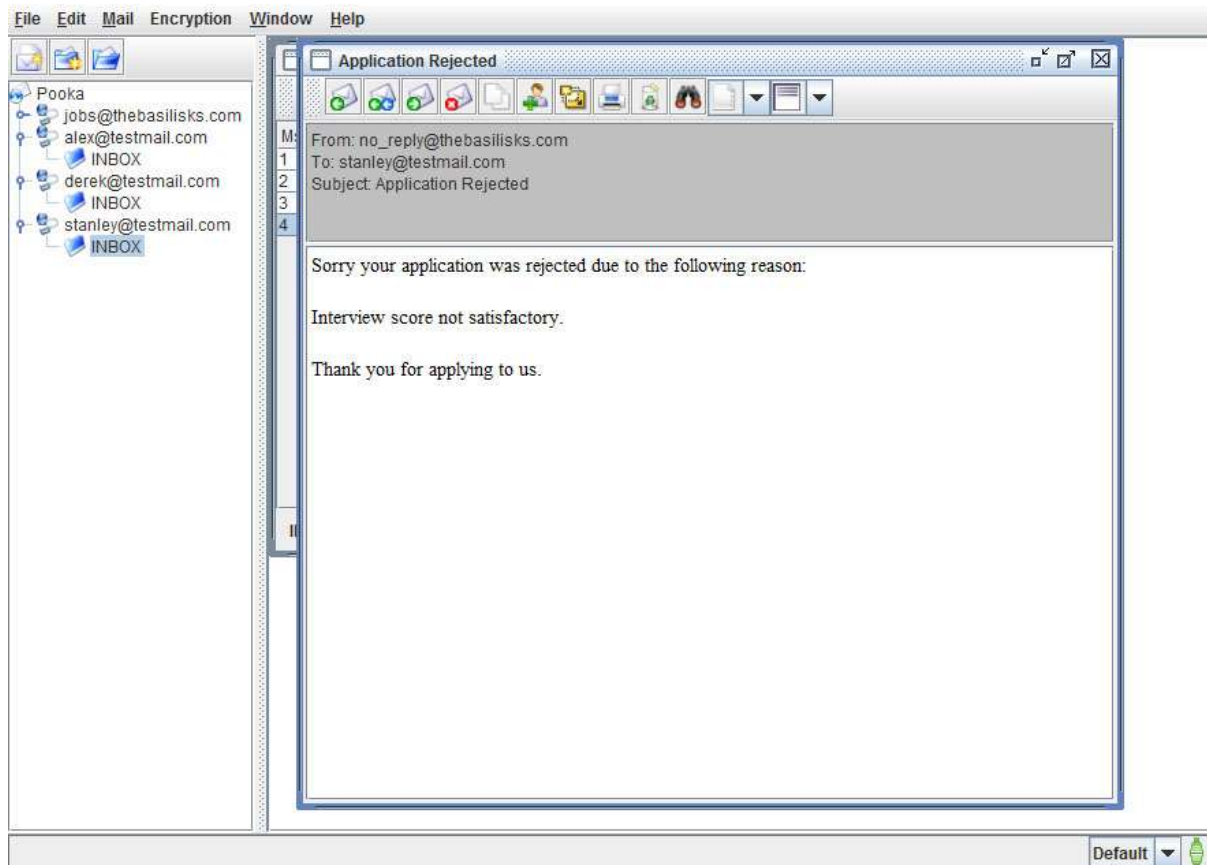 File Edit Mail Encryption Window Help
Pooka
jobs@thebasilisks.com
alex@testmail.com
INBOX
derek@testmail.com
INBOX
stanley@testmail.com
INBOX
1
2
3
4
Application Rejected
From: no_reply@thebasilisks.com
To: stanley@testmail.com
Subject: Application Rejected
Sorry your application was rejected due to the following reason:
Interview score not satisfactory.
Thank you for applying to us.
Default